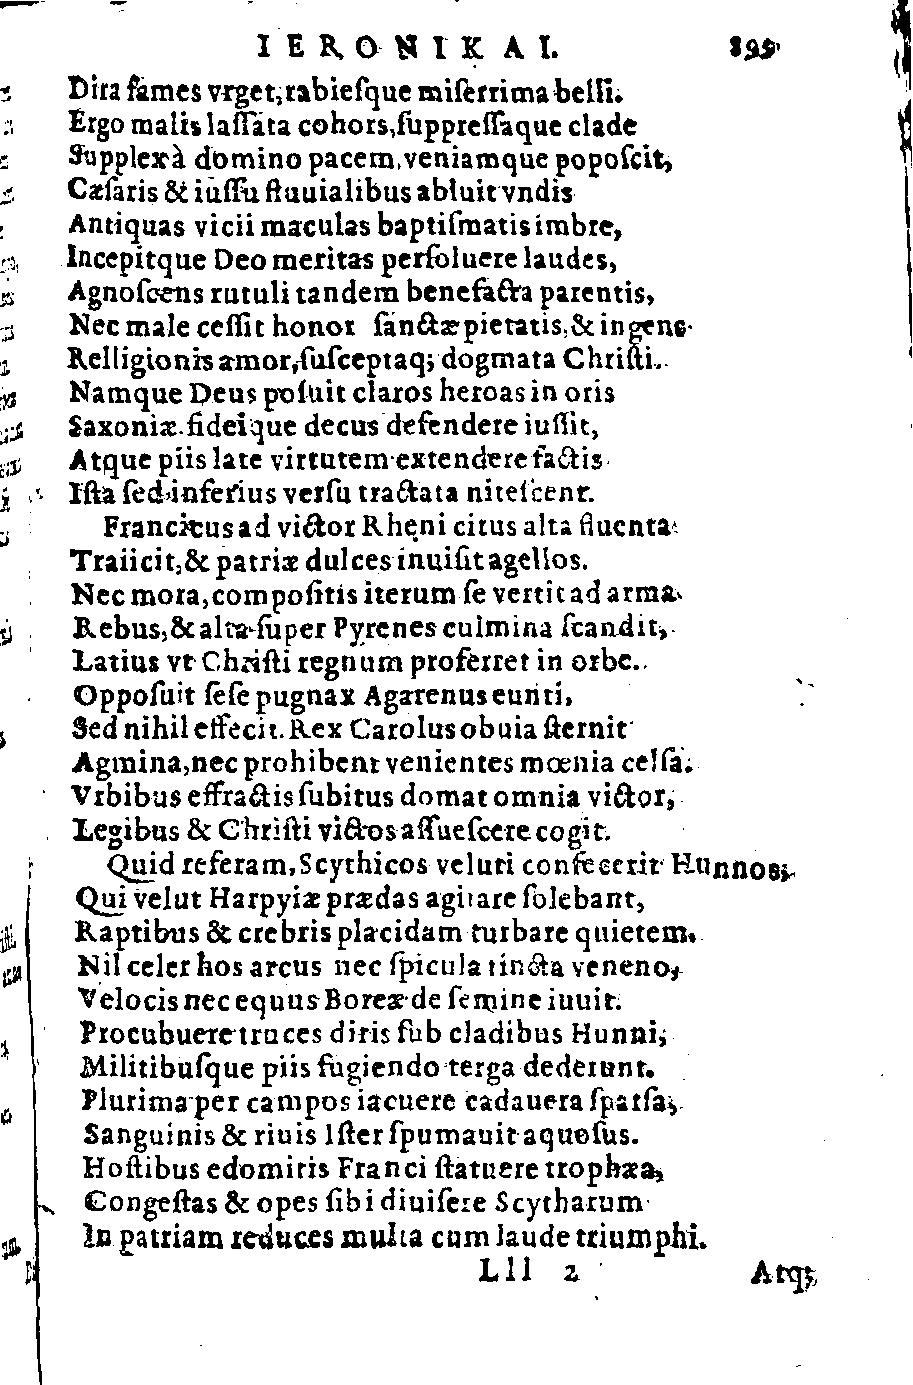 IERONIKAI. 895
Dira fames vrget, rabieſque miſerrima belli.
Ergo malis laſſata cohors, ſuppreſſaque clade
Supplex à domino pacem, veniamque popoſcit,
Cæſaris & iuſſu fluuialibus abluit vndis
Antiquas vicii maculas baptiſmatis imbre,
Incepitque Deo meritas perſoluere laudes,
Agnoſcens rutuli tandem benefacta parentis,
Nec male ceſſit honor ſanctæ pietatis, & ingens
Relligionis amor, ſuſceptaq; dogmata Chriſti.
Namque Deus poſuit claros heroas in oris
Saxoniæ. fideique decus defendere iuſſit,
Atque piis late virtutem extendere factis
Iſta ſed inferius verſu tractata niteſcent.
Francicus ad victor Rheni citus alta fluenta
Traiicit, & patriæ dulces inuiſit agellos.
Nec mora, compoſitis iterum ſe vertit ad arma
Rebus, & alta ſuper Pyrenes culmina ſcandit,
Latius vt Chriſti regnum proferret in orbe.
Oppoſuit ſeſe pugnax Agarenus eunti,
Sed nihil effecit. Rex Carolus obuia ſternit
Agmina, nec prohibent venientes mœnia celſa.
Vrbibus effractis ſubitus domat omnia victor,
Legibus & Chriſti victos aſſueſcere cogit.
Quid referam, Scythicos veluti confecerit Hunnos,
Qui velut Harpyiæ prædas agitare ſolebant,
Raptibus & crebris placidam turbare quietem.
Nil celer hos arcus nec ſpicula tincta veneno,
Velocis nec equus Boreæ de ſemine iuuit.
Procubuere truces diris ſub cladibus Hunni,
Militibuſque piis fugiendo terga dederunt.
Plurima per campos iacuere cadauera ſparſa,
Sanguinis & riuis Iſter ſpumauit aquoſus.
Hoſtibus edomitis Franci ſtatuere trophæa,
Congeſtas & opes ſibi diuiſere Scytharum
In patriam reduces multa cum laude triumphi.
Lll 2 Atq;